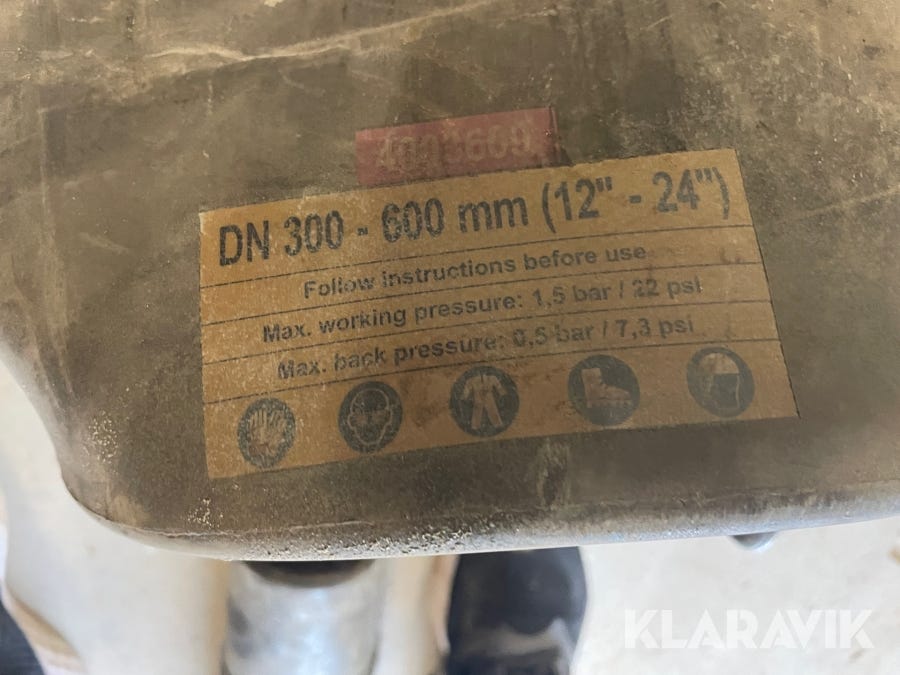 DN 300 - 600 mm (12" - 24")
Follow instructions before use
Max. working pressure: 1,5 bar / 22 psi
Max. back pressure: 0,5 bar / 7,3 psi
KLARAVIK